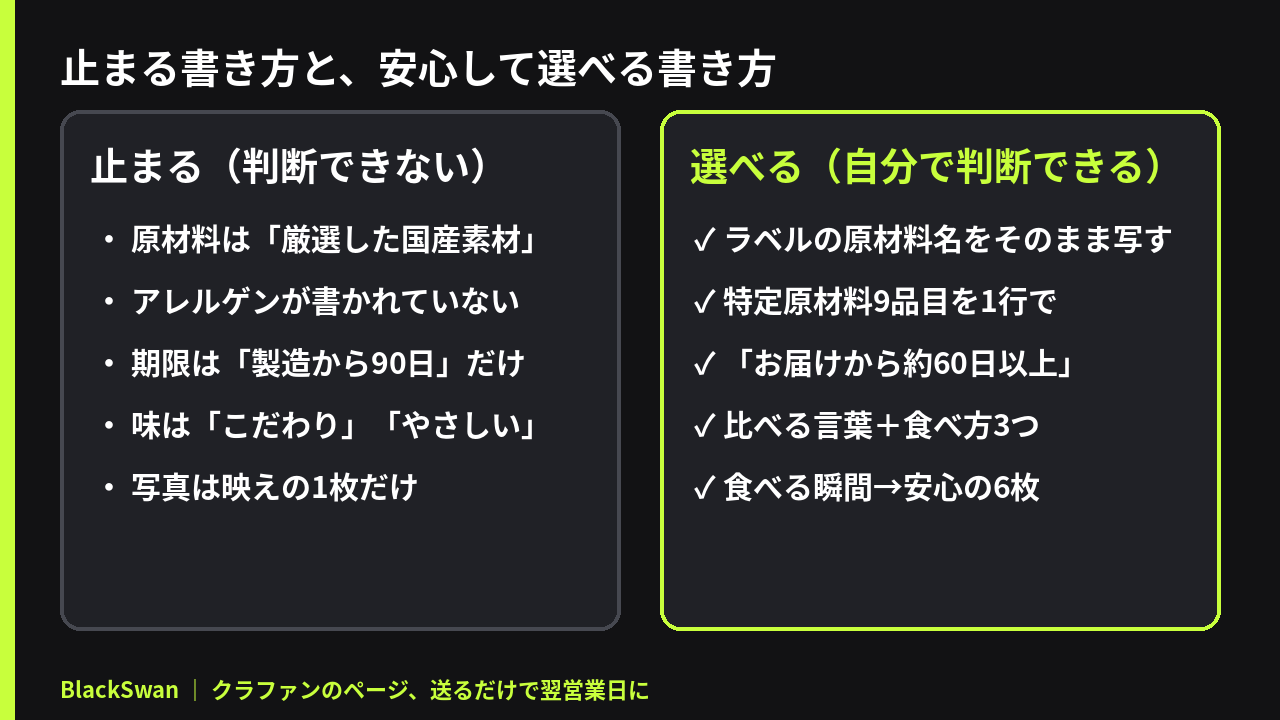 止まる書き方と、安心して選べる書き方
止まる（判断できない）
・ 原材料は「厳選した国産素材」
・ アレルゲンが書かれていない
・ 期限は「製造から90日」だけ
・ 味は「こだわり」「やさしい」
・ 写真は映えの1枚だけ
選べる（自分で判断できる）
✓ ラベルの原材料名をそのまま写す
✓ 特定原材料9品目を1行で
✓ 「お届けから約60日以上」
✓ 比べる言葉＋食べ方3つ
✓ 食べる瞬間→安心の6枚
BlackSwan｜クラファンのページ、送るだけで翌営業日に